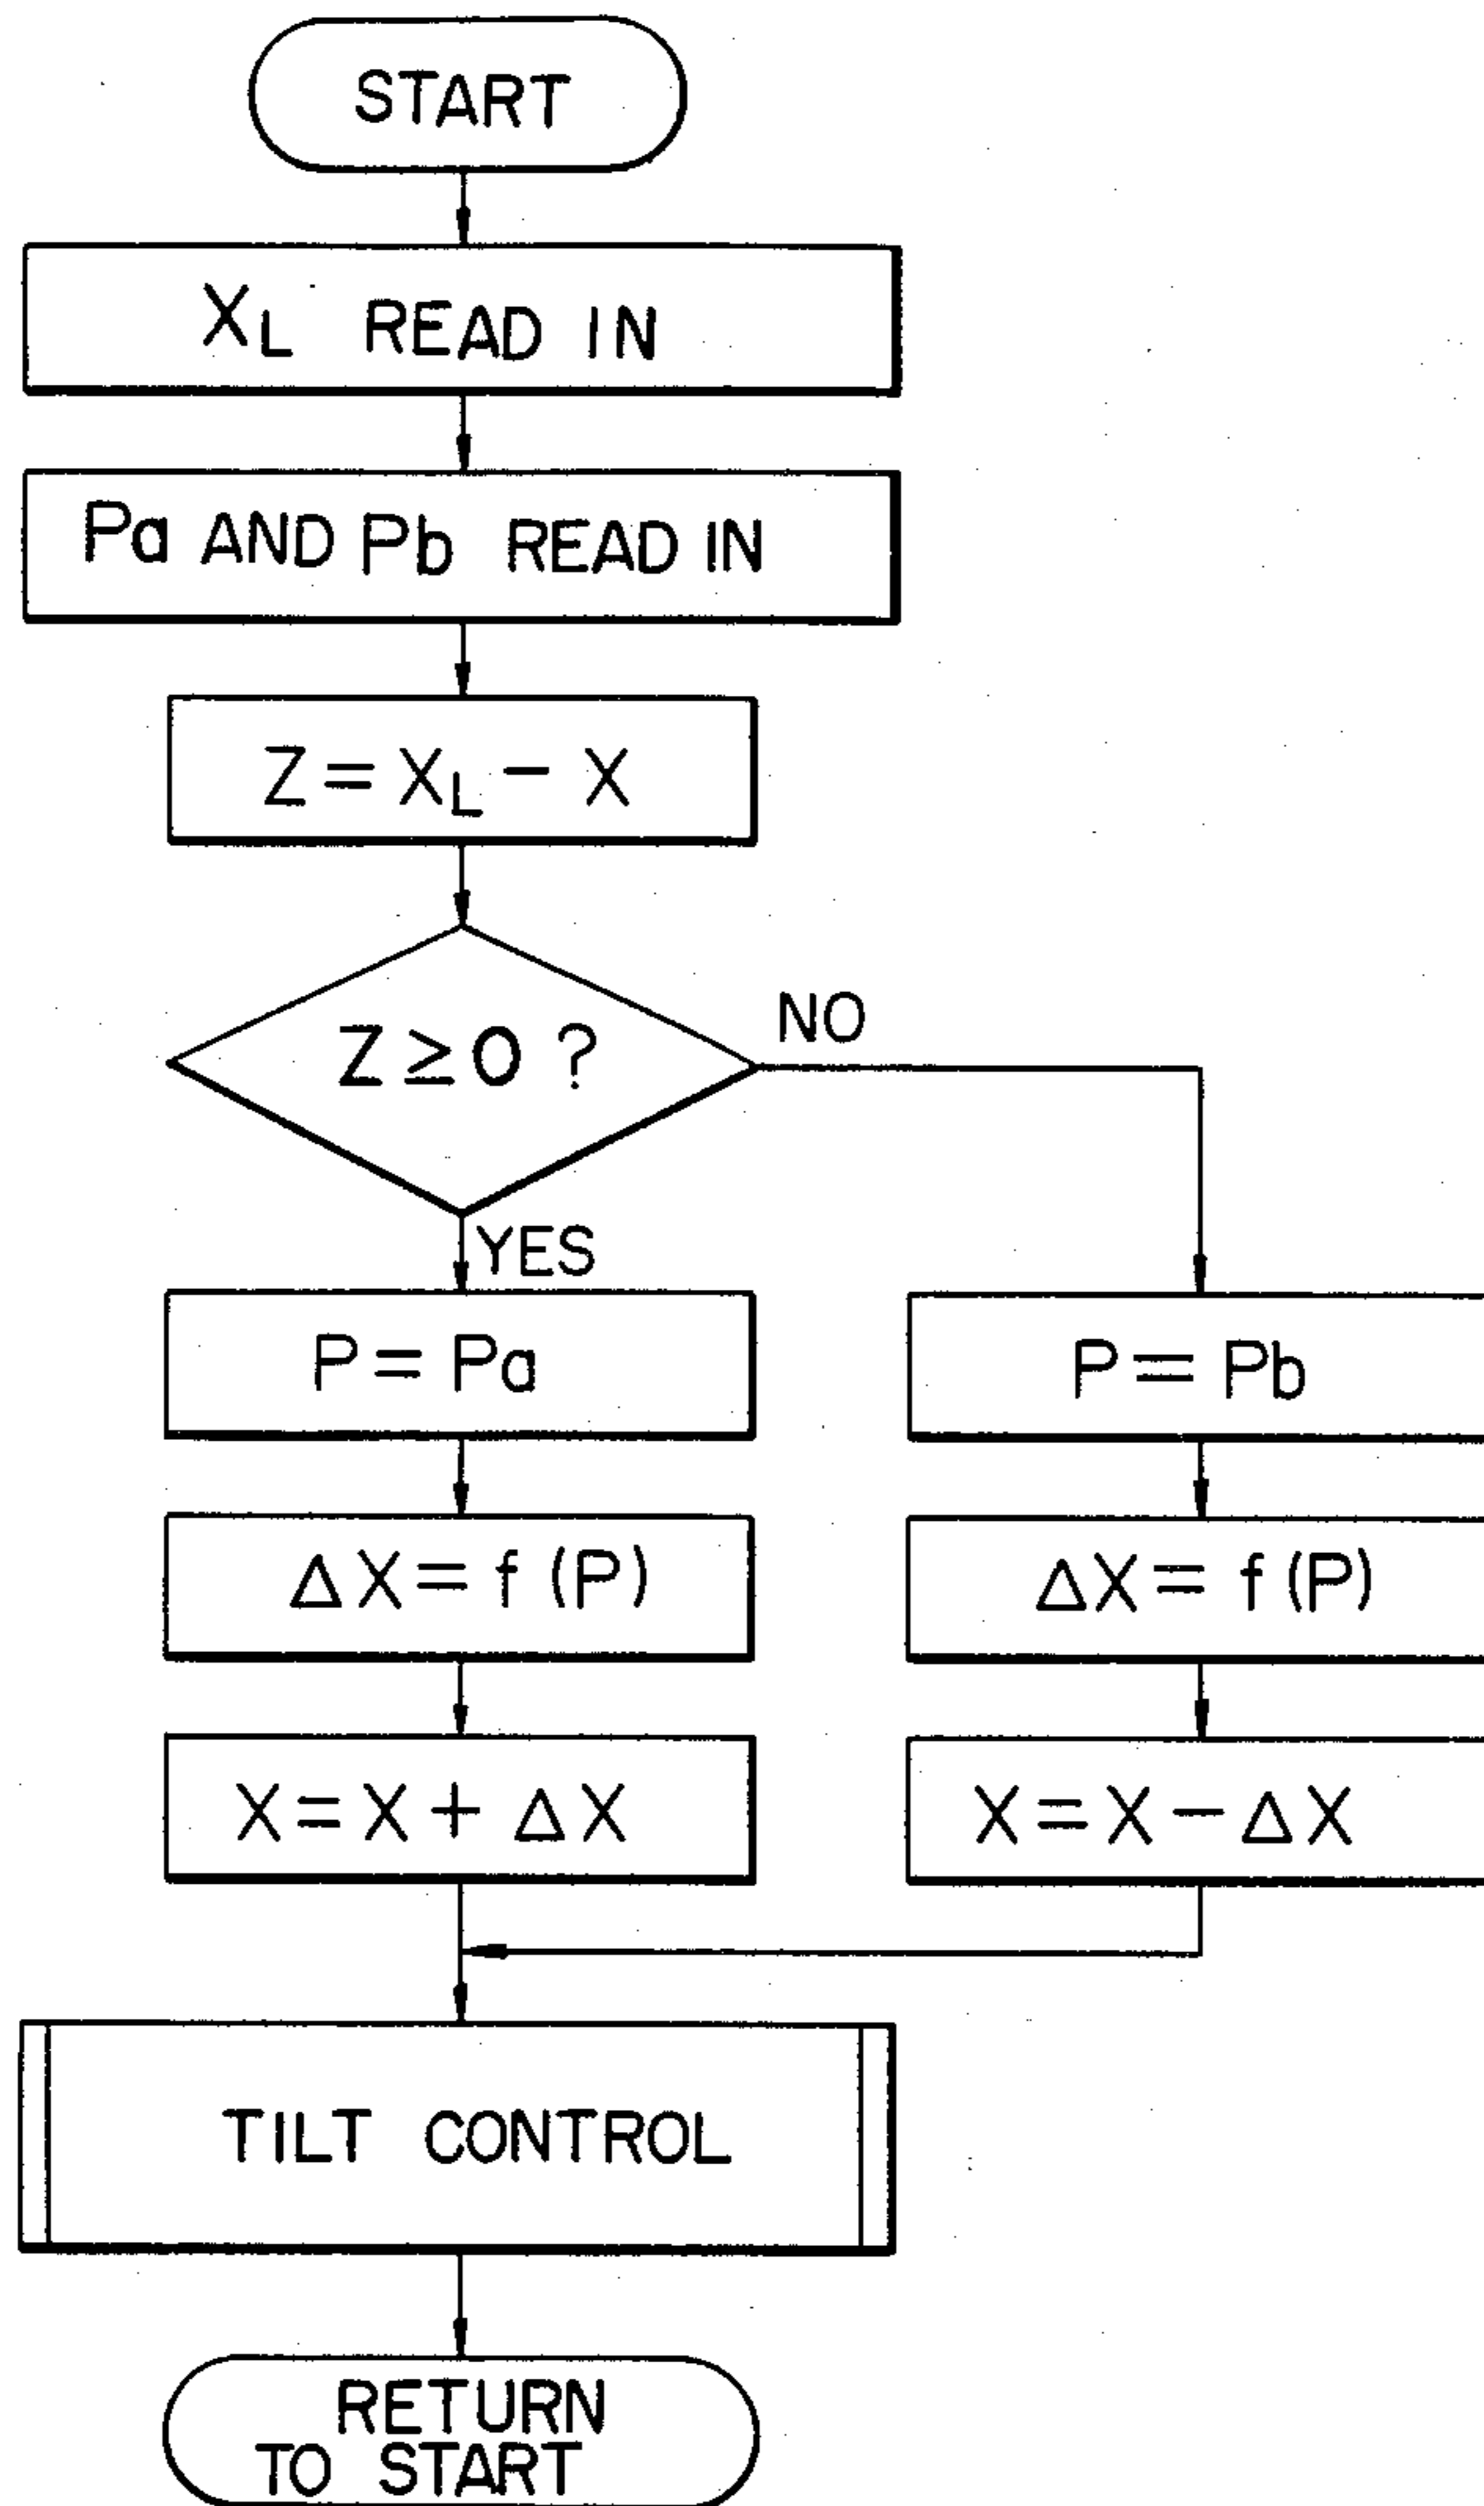 START
XL READ IN
Pa AND Pb READ IN
Z = XL - X
Z ≥ 0 ?
NO
YES
P = Pa
P = Pb
ΔX = f (P)
ΔX = f (P)
X = X + ΔX
X = X - ΔX
TILT CONTROL
RETURN
TO START